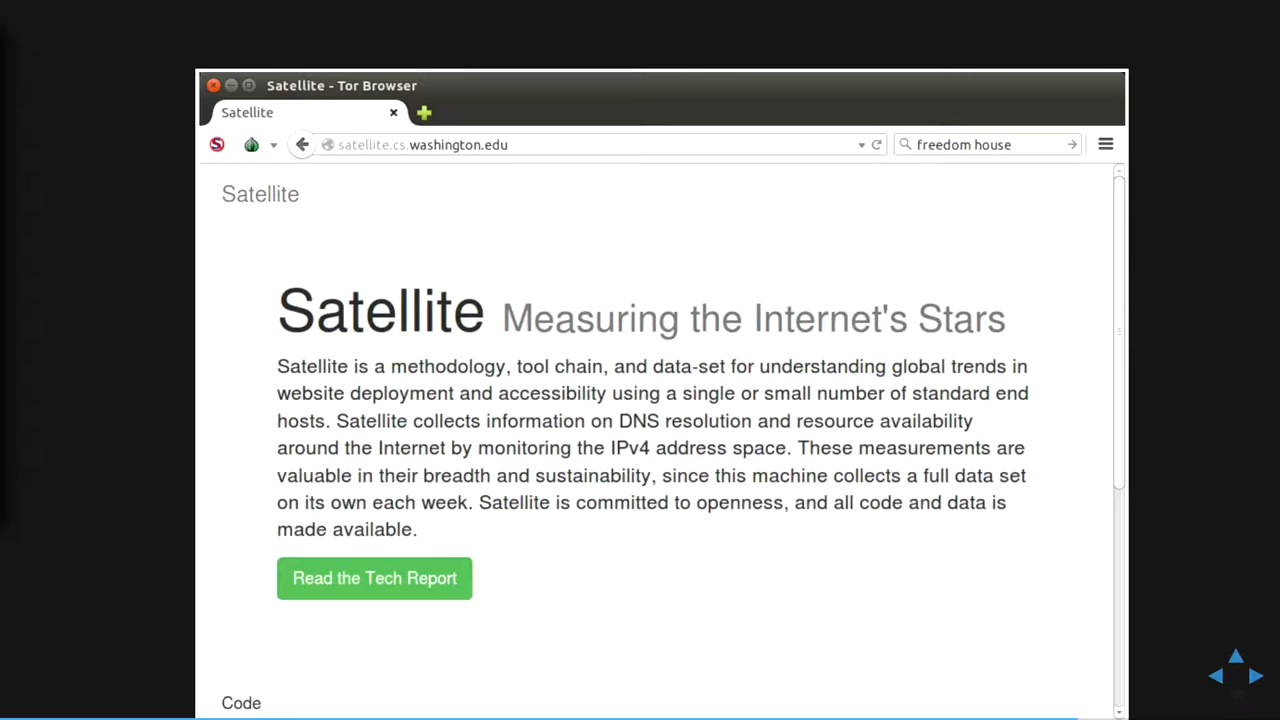 Satellite - Tor Browser
Satellite
satellite.cs.washington.edu
freedom house
Satellite
Satellite Measuring the Internet's Stars
Satellite is a methodology, tool chain, and data-set for understanding global trends in
website deployment and accessibility using a single or small number of standard end
hosts. Satellite collects information on DNS resolution and resource availability
around the Internet by monitoring the IPv4 address space. These measurements are
valuable in their breadth and sustainability, since this machine collects a full data set
on its own each week. Satellite is committed to openness, and all code and data is
made available.
Read the Tech Report
Code